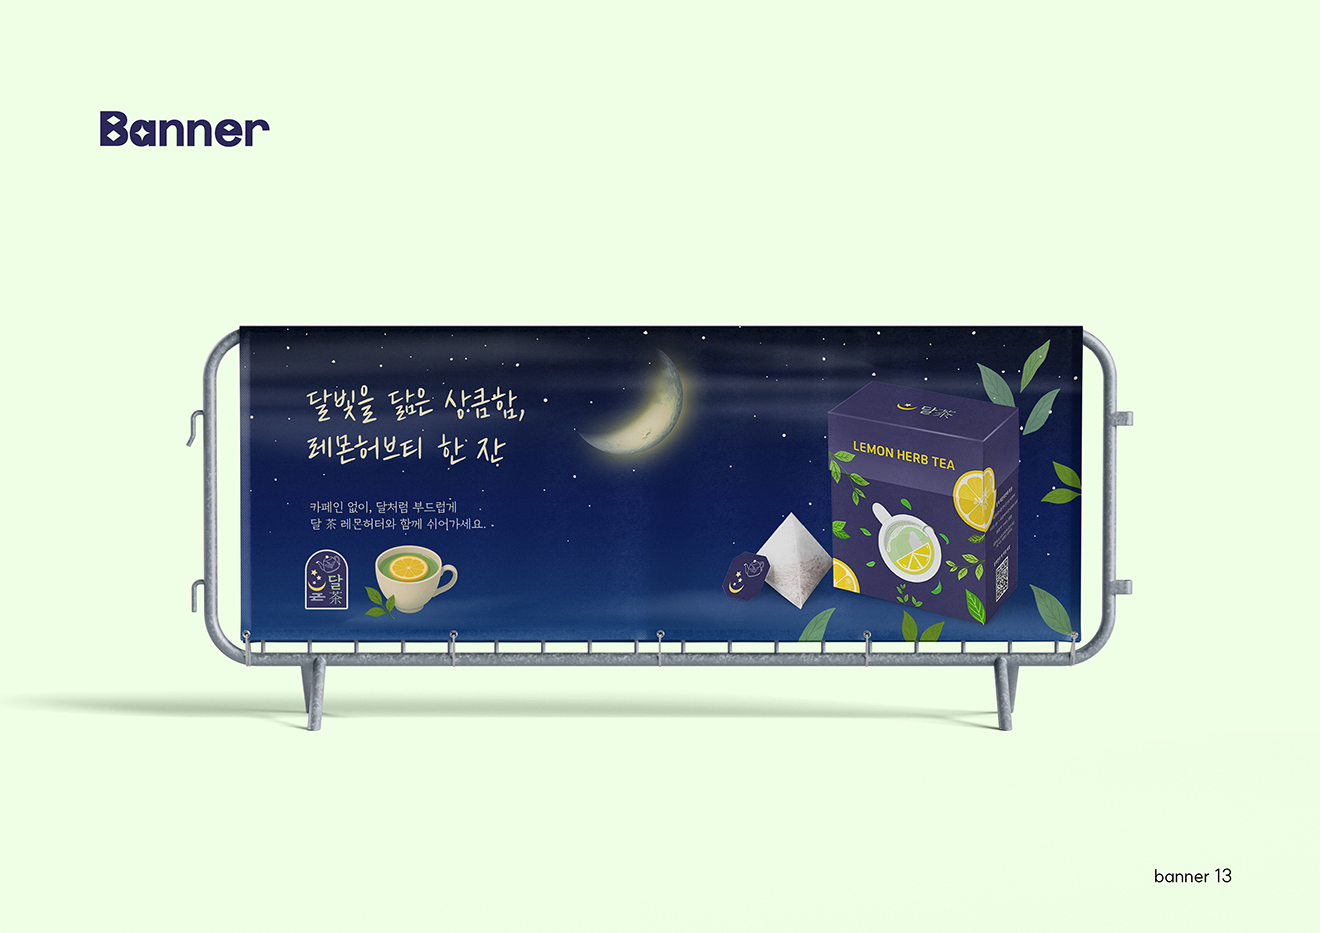 Banner
달빛을 닮은 상큼함,
레몬허브티 한 잔
카페인 없이, 달처럼 부드럽게
달 茶 레몬허터와 함께 쉬어가세요.
달茶
달茶
LEMON HERB TEA
banner 13